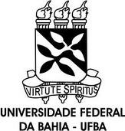 VIRTUTE SPIRITUS
UNIVERSIDADE FEDERAL
DA BAHIA - UFBA